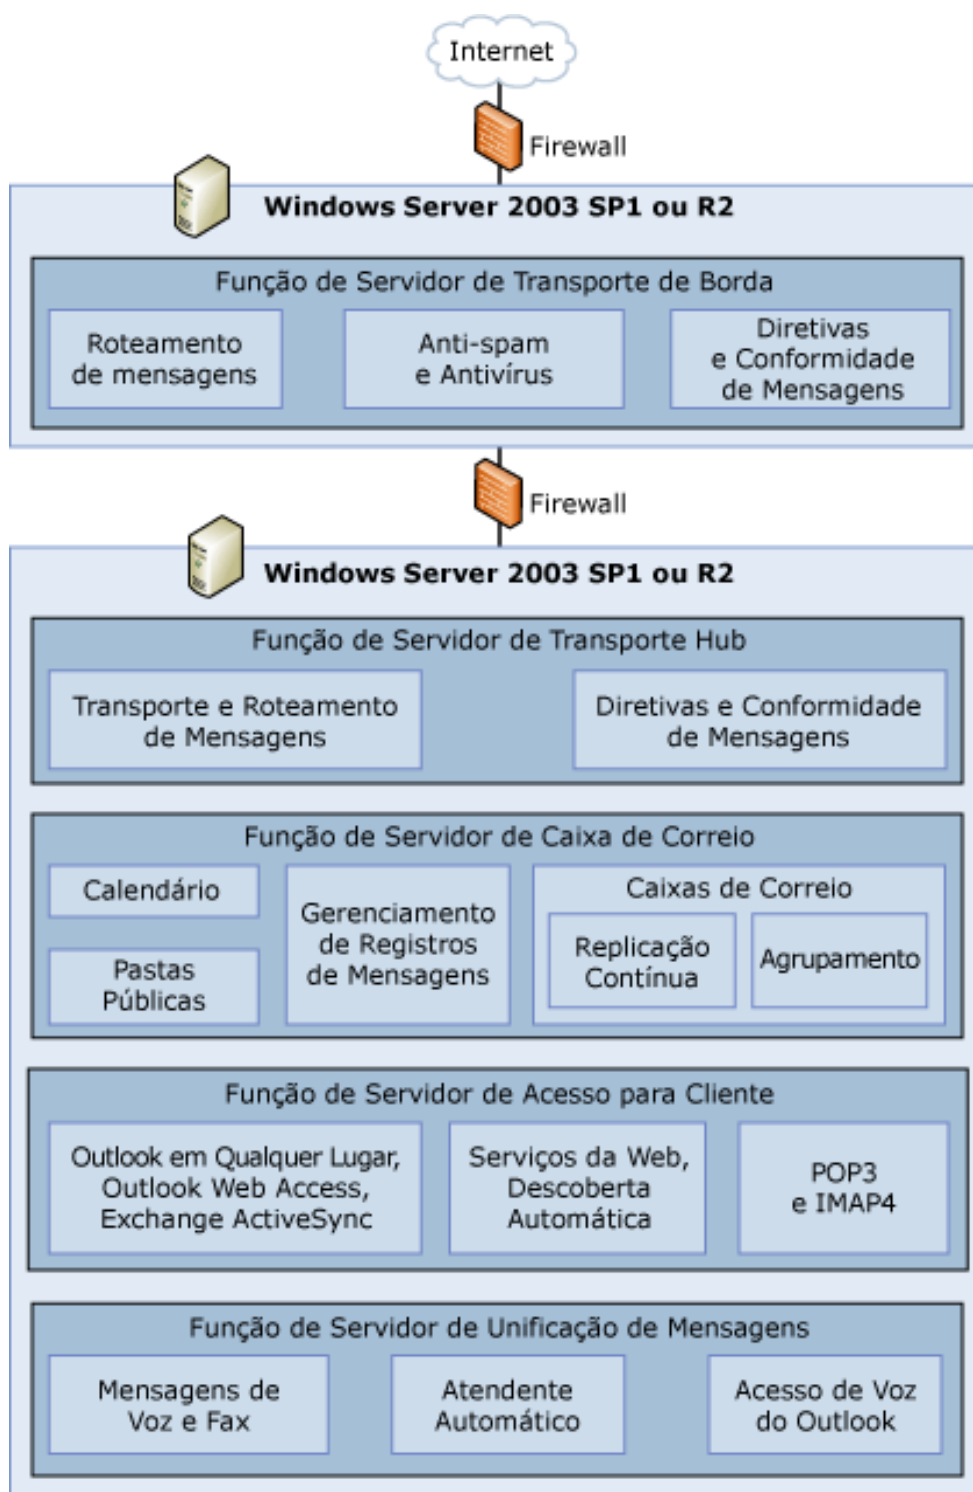 Internet
Firewall
Windows Server 2003 SP1 ou R2
Função de Servidor de Transporte de Borda
Roteamento
de mensagens
Anti-spam
e Antivírus
Diretivas
e Conformidade
de Mensagens
Firewall
Windows Server 2003 SP1 ou R2
Função de Servidor de Transporte Hub
Transporte e Roteamento
de Mensagens
Diretivas e Conformidade
de Mensagens
Função de Servidor de Caixa de Correio
Calendário
Pastas
Públicas
Gerenciamento
de Registros
de Mensagens
Caixas de Correio
Replicação
Contínua
Agrupamento
Função de Servidor de Acesso para Cliente
Outlook em Qualquer Lugar,
Outlook Web Access,
Exchange ActiveSync
Serviços da Web,
Descoberta
Automática
POP3
e IMAP4
Função de Servidor de Unificação de Mensagens
Mensagens de
Voz e Fax
Atendente
Automático
Acesso de Voz
do Outlook